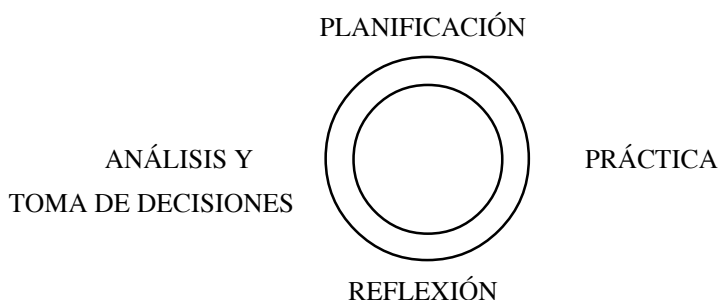 PLANIFICACIÓN
ANÁLISIS Y
TOMA DE DECISIONES
PRÁCTICA
REFLEXIÓN